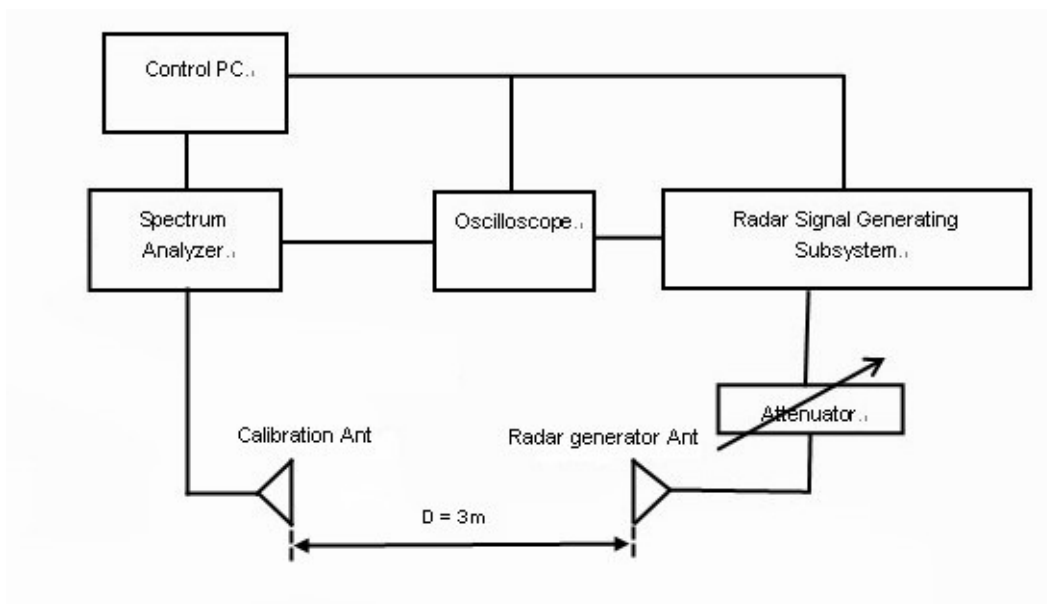 Control PC.
Spectrum
Analyzer.
Oscilloscope.
Radar Signal Generating
Subsystem.
Attenuator.
Calibration Ant
Radar generator Ant
D = 3m